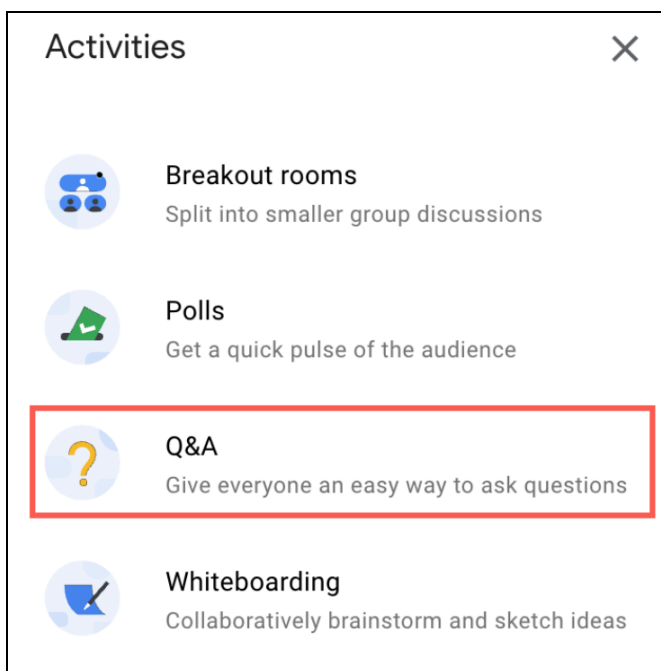 Activities
Breakout rooms
Split into smaller group discussions
Polls
Get a quick pulse of the audience
Q&A
Give everyone an easy way to ask questions
Whiteboarding
Collaboratively brainstorm and sketch ideas